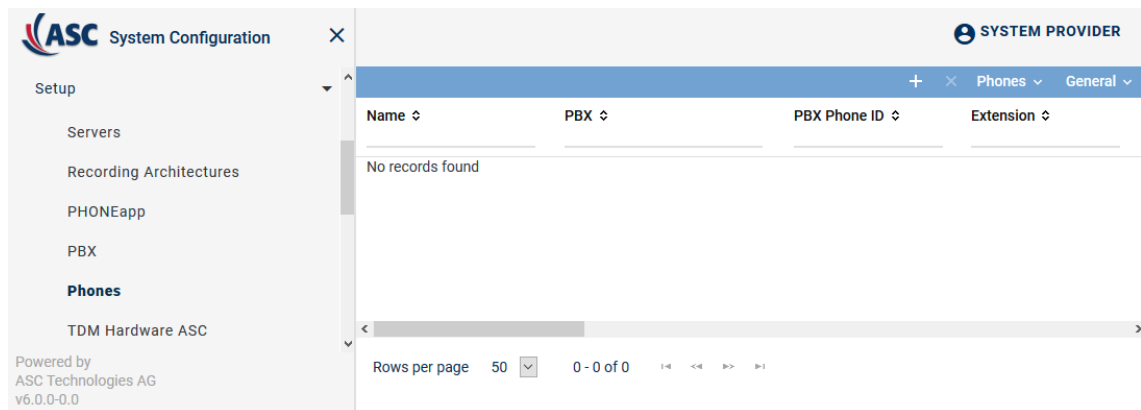 ASC System Configuration
SYSTEM PROVIDER
Setup
Servers
Recording Architectures
PHONEapp
PBX
Phones
TDM Hardware ASC
Powered by
ASC Technologies AG
v6.0.0-0.0
Phones General
Name PBX PBX Phone ID Extension
No records found
Rows per page 50 0 - 0 of 0